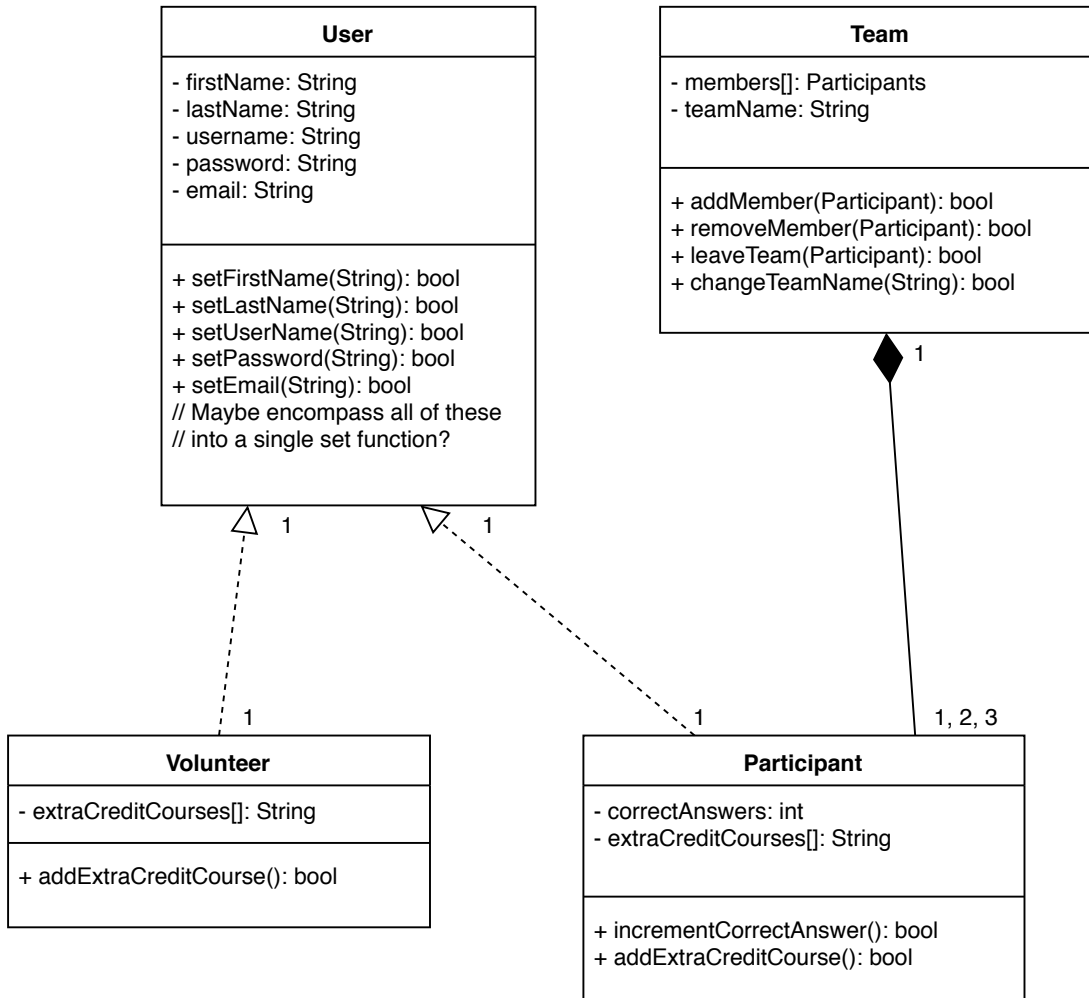 User
- firstName: String
- lastName: String
- username: String
- password: String
- email: String
+ setFirstName(String): bool
+ setLastName(String): bool
+ setUserName(String): bool
+ setPassword(String): bool
+ setEmail(String): bool
// Maybe encompass all of these
// into a single set function?
Team
- members[]: Participants
- teamName: String
+ addMember(Participant): bool
+ removeMember(Participant): bool
+ leaveTeam(Participant): bool
+ changeTeamName(String): bool
1
1
1
1
1
1, 2, 3
Volunteer
- extraCreditCourses[]: String
+ addExtraCreditCourse(): bool
Participant
- correctAnswers: int
- extraCreditCourses[]: String
+ incrementCorrectAnswer(): bool
+ addExtraCreditCourse(): bool